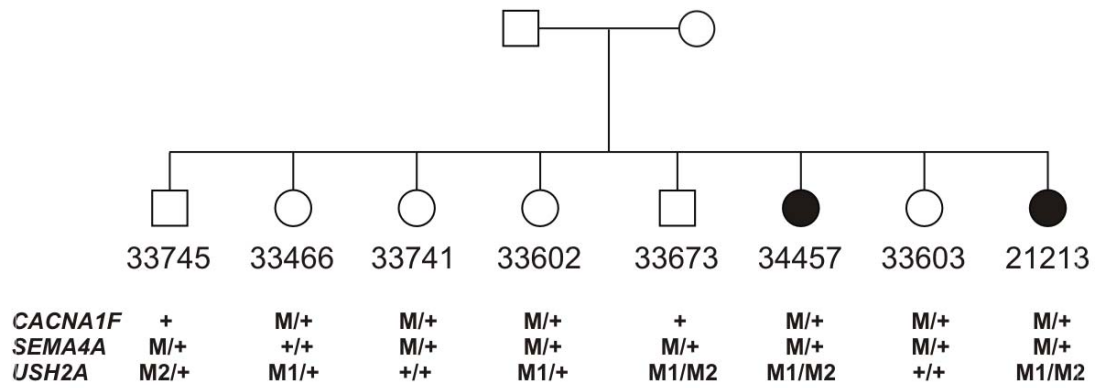 33745 33466 33741 33602 33673 34457 33603 21213
CACNA1F + M/+ M/+ M/+ + M/+ M/+ M/+
SEMA4A M/+ +/+ M/+ M/+ M/+ M/+ M/+ M/+
USH2A M2/+ M1/+ +/+ M1/+ M1/M2 M1/M2 +/+ M1/M2